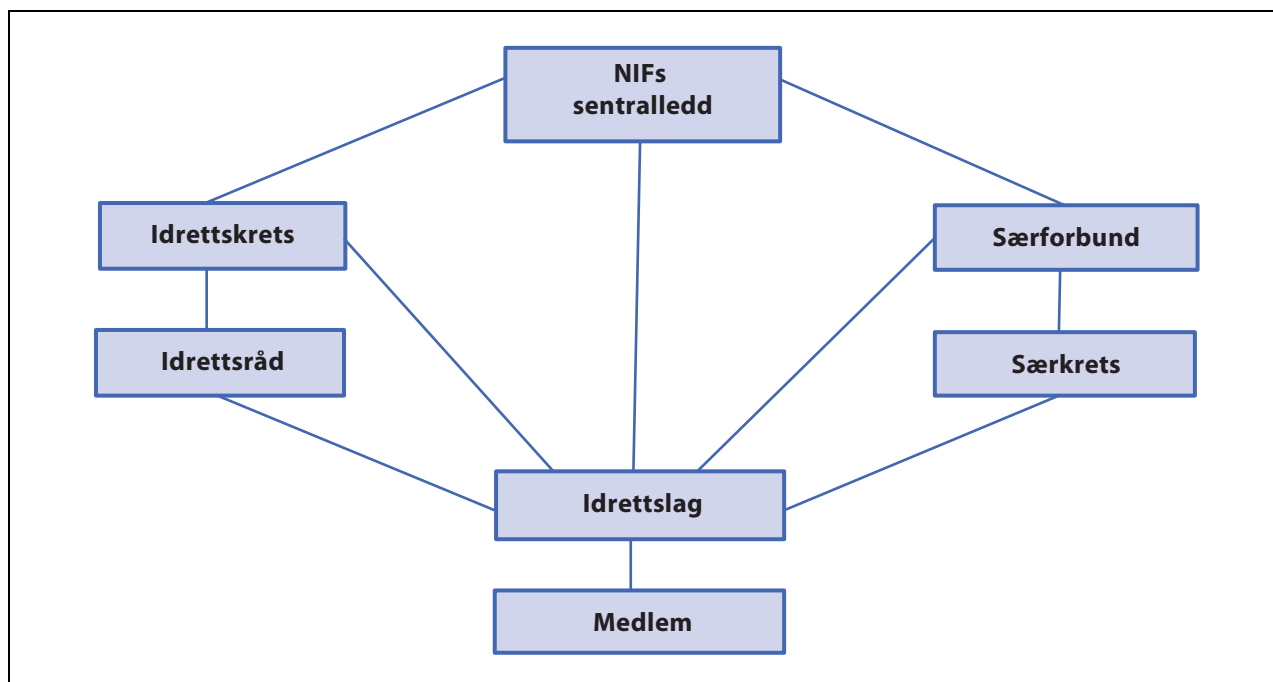 NIFs
sentralledd
Idrettskrets
Særforbund
Idrettsråd
Særkrets
Idrettslag
Medlem